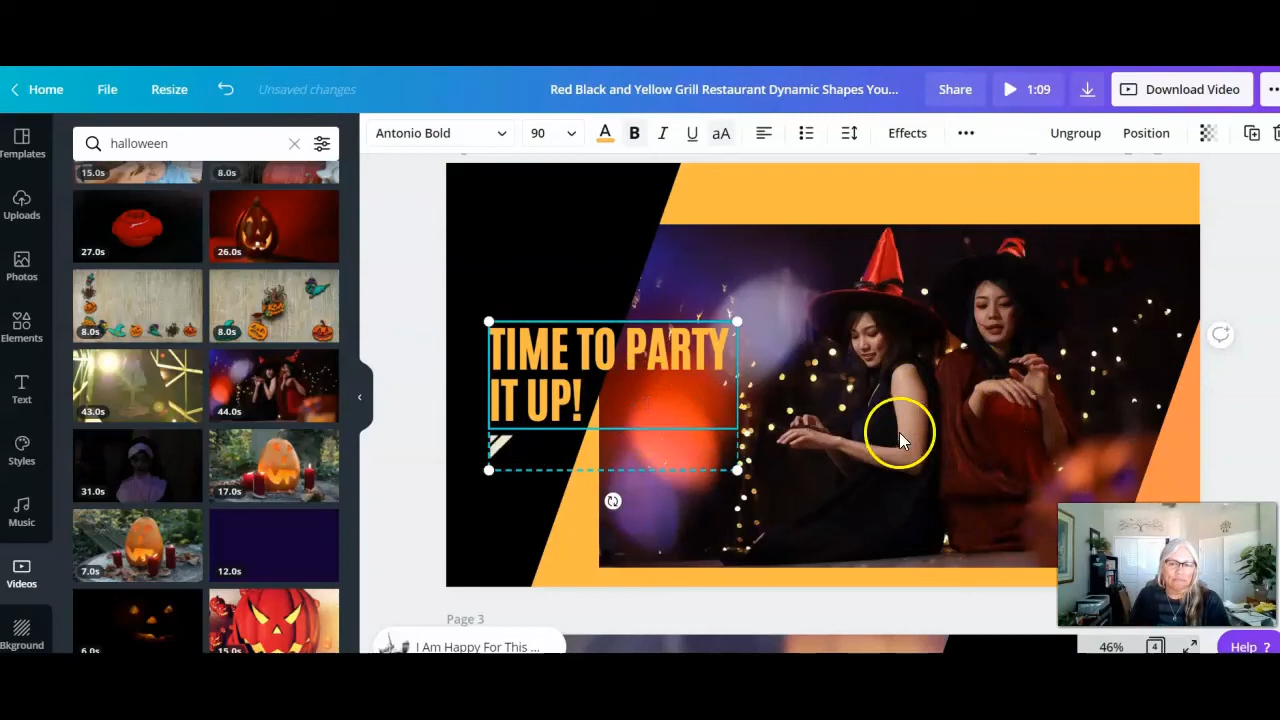 Home File Resize Unsaved changes Red Black and Yellow Grill Restaurant Dynamic Shapes You... Share 1:09 Download Video
Templates
Uploads
Photos
Elements
Text
Styles
Music
Videos
Bkground
halloween
15.0s 8.0s
27.0s 26.0s
8.0s 8.0s
43.0s 44.0s
31.0s 17.0s
7.0s 12.0s
6.0s 15.0s
Antonio Bold 90 A B I U aA Effects Ungroup Position
TIME TO PARTY
IT UP!
Page 3
I Am Happy For This ...
46% 4 Help ?